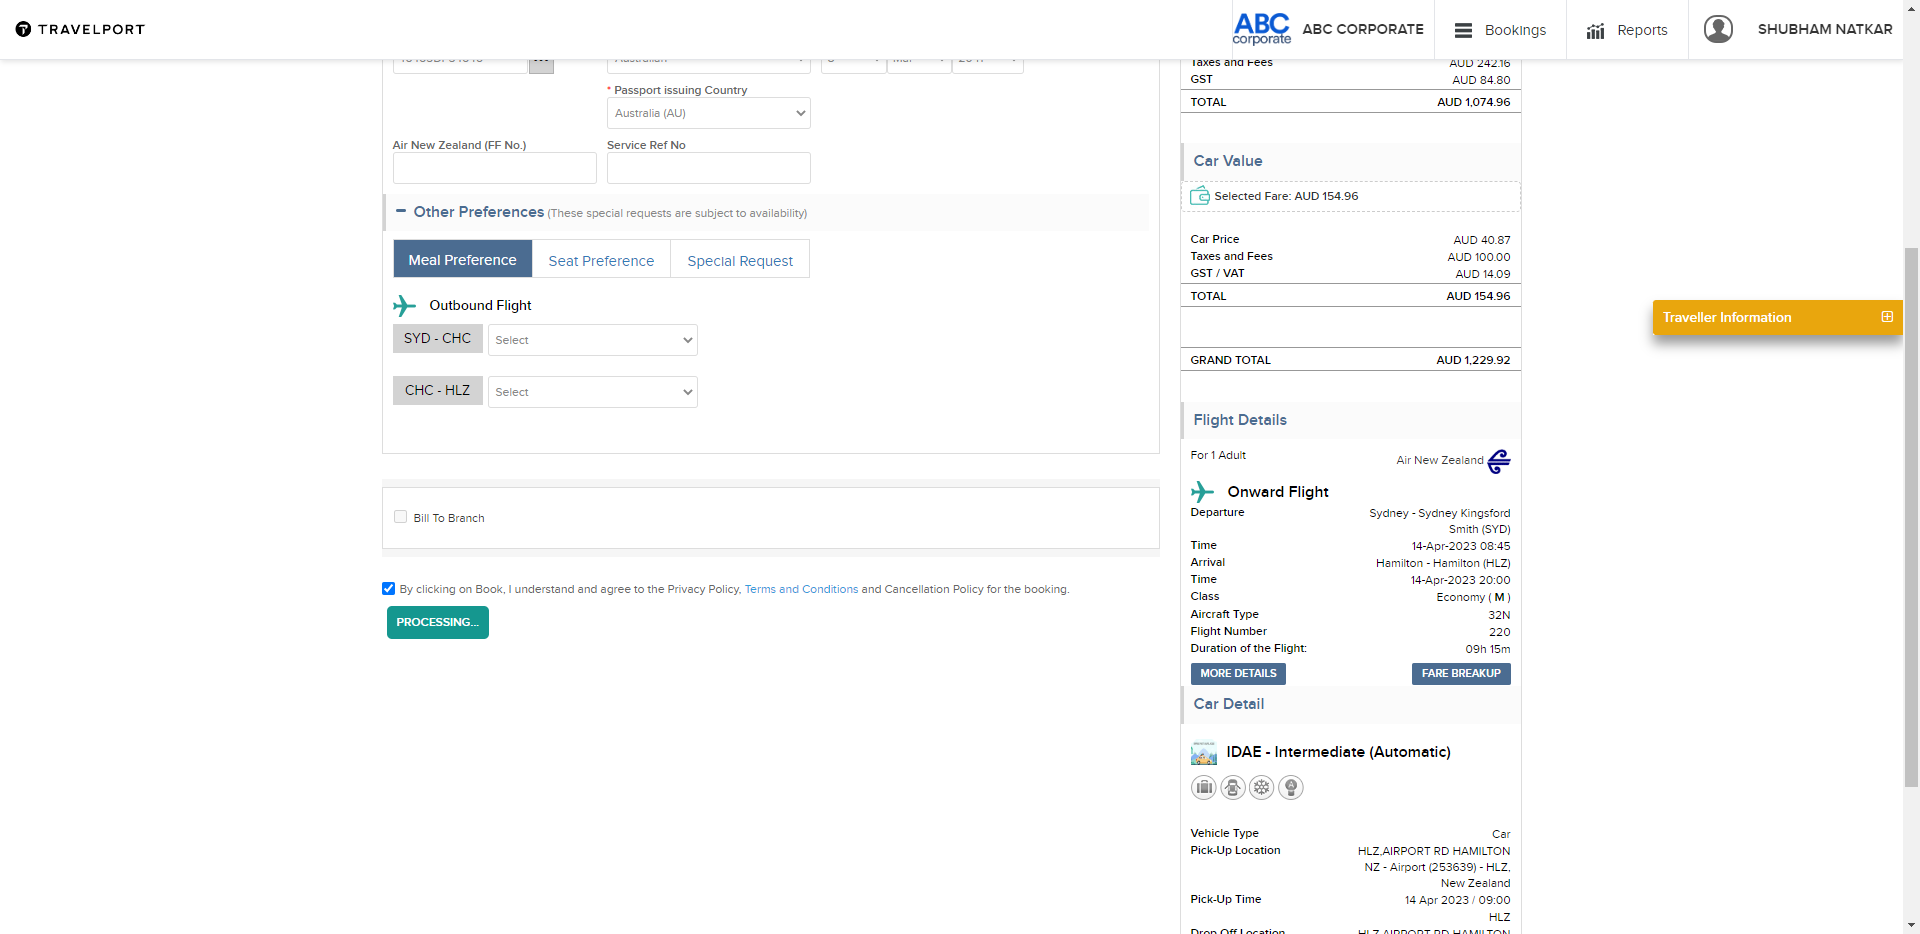 TRAVELPORT
ABC
corporate
ABC CORPORATE
Bookings
Reports
SHUBHAM NATKAR
* Passport issuing Country
Australia (AU)
Air New Zealand (FF No.)
Service Ref No
Other Preferences (These special requests are subject to availability)
Meal Preference
Seat Preference
Special Request
Outbound Flight
SYD - CHC
Select
CHC - HLZ
Select
Bill To Branch
By clicking on Book, I understand and agree to the Privacy Policy, Terms and Conditions and Cancellation Policy for the booking.
PROCESSING...
Taxes and Fees AUD 242.16
GST AUD 84.80
TOTAL AUD 1,074.96
Car Value
Selected Fare: AUD 154.96
Car Price AUD 40.87
Taxes and Fees AUD 100.00
GST / VAT AUD 14.09
TOTAL AUD 154.96
GRAND TOTAL AUD 1,229.92
Flight Details
For 1 Adult
Air New Zealand
Onward Flight
Departure Sydney - Sydney Kingsford
Smith (SYD)
Time 14-Apr-2023 08:45
Arrival Hamilton - Hamilton (HLZ)
Time 14-Apr-2023 20:00
Class Economy ( M )
Aircraft Type 32N
Flight Number 220
Duration of the Flight: 09h 15m
MORE DETAILS
FARE BREAKUP
Car Detail
IDAE - Intermediate (Automatic)
Vehicle Type Car
Pick-Up Location HLZ,AIRPORT RD HAMILTON
NZ - Airport (253639) - HLZ,
New Zealand
Pick-Up Time 14 Apr 2023 / 09:00
HLZ
Drop Off Location HLZ,AIRPORT RD HAMILTON
Traveller Information